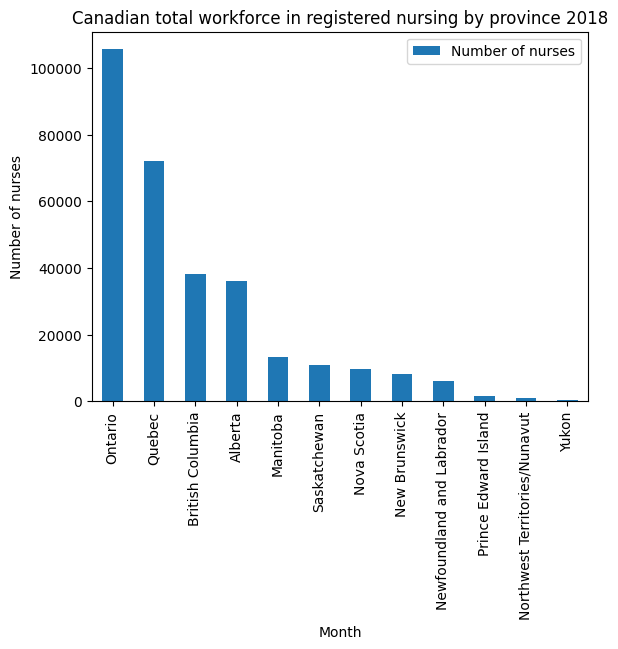 Canadian total workforce in registered nursing by province 2018
Number of nurses
Number of nurses
100000
80000
60000
40000
20000
0
Ontario
Quebec
British Columbia
Alberta
Manitoba
Saskatchewan
Nova Scotia
New Brunswick
Newfoundland and Labrador
Prince Edward Island
Northwest Territories/Nunavut
Yukon
Month